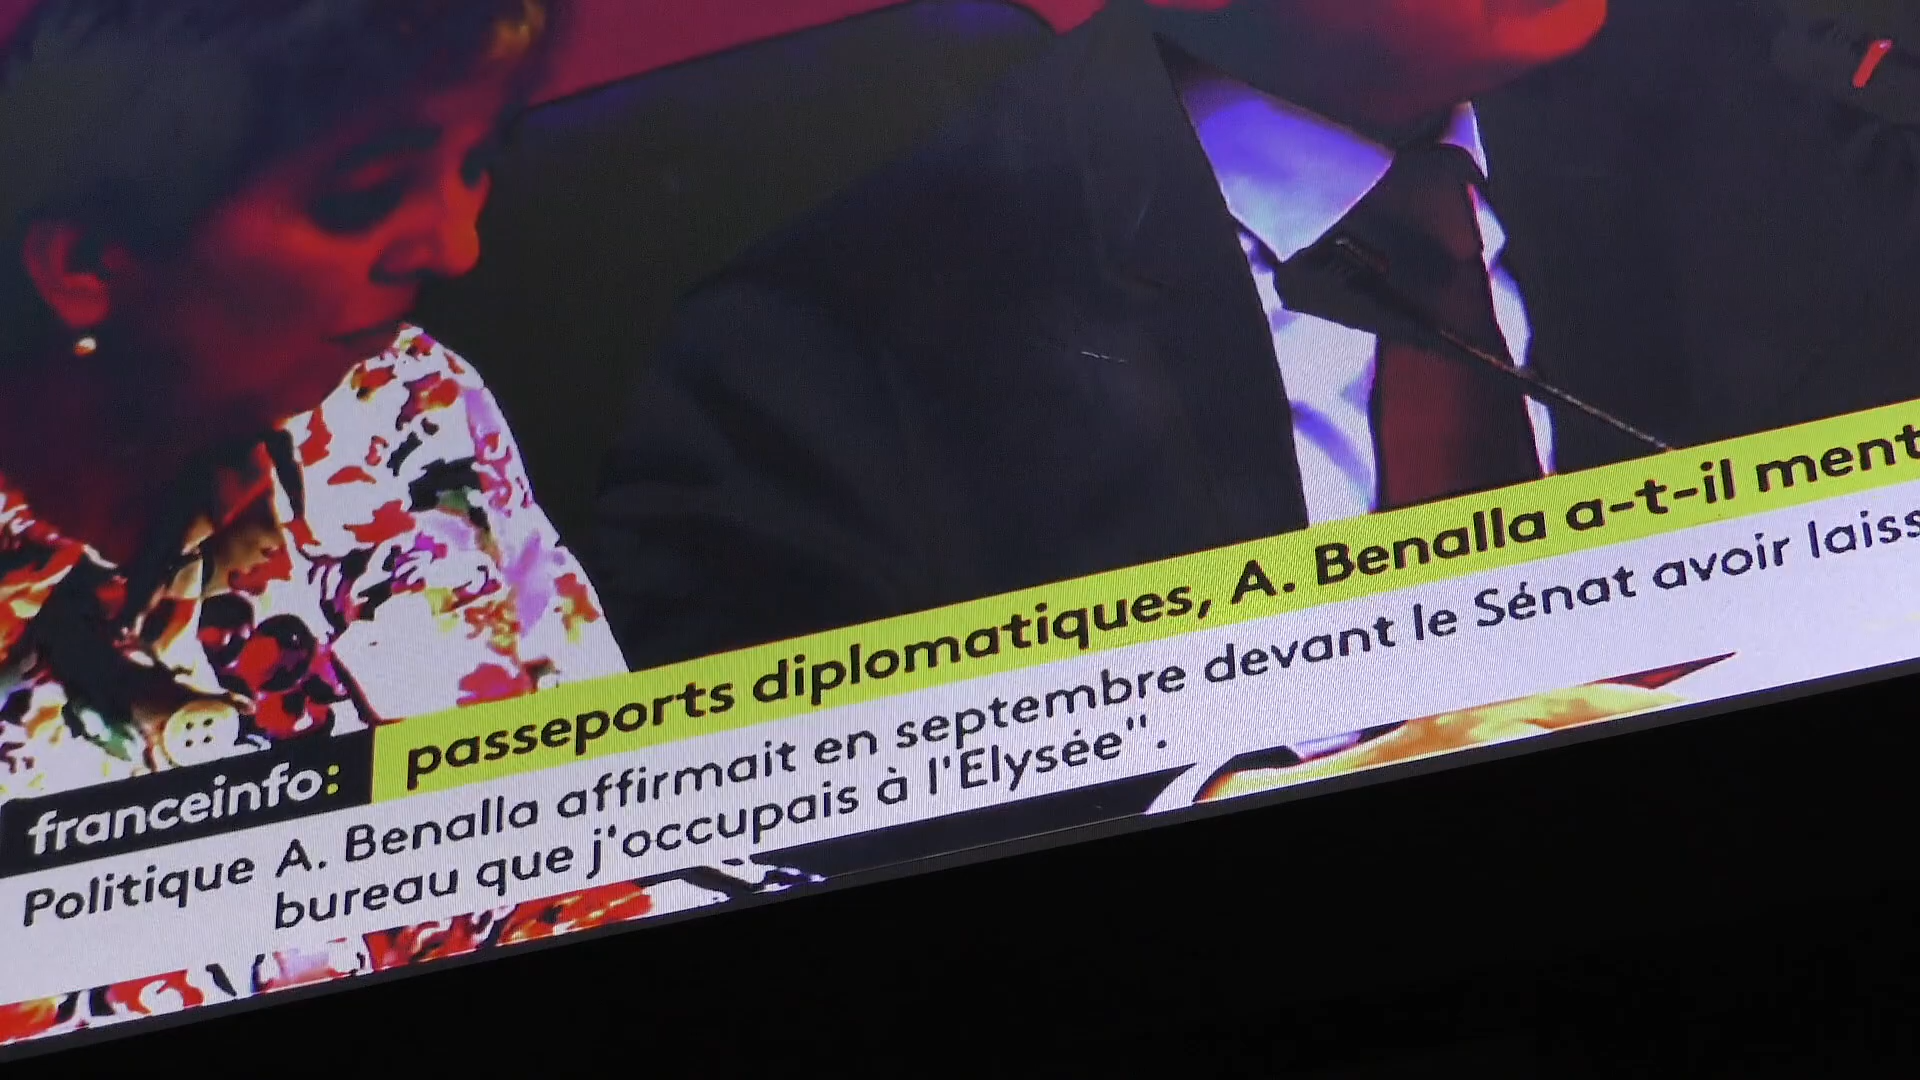 franceinfo: passeports diplomatiques, A. Benalla a-t-il ment
Politique A. Benalla affirmait en septembre devant le Sénat avoir laiss
bureau que j'occupais à l'Elysée".